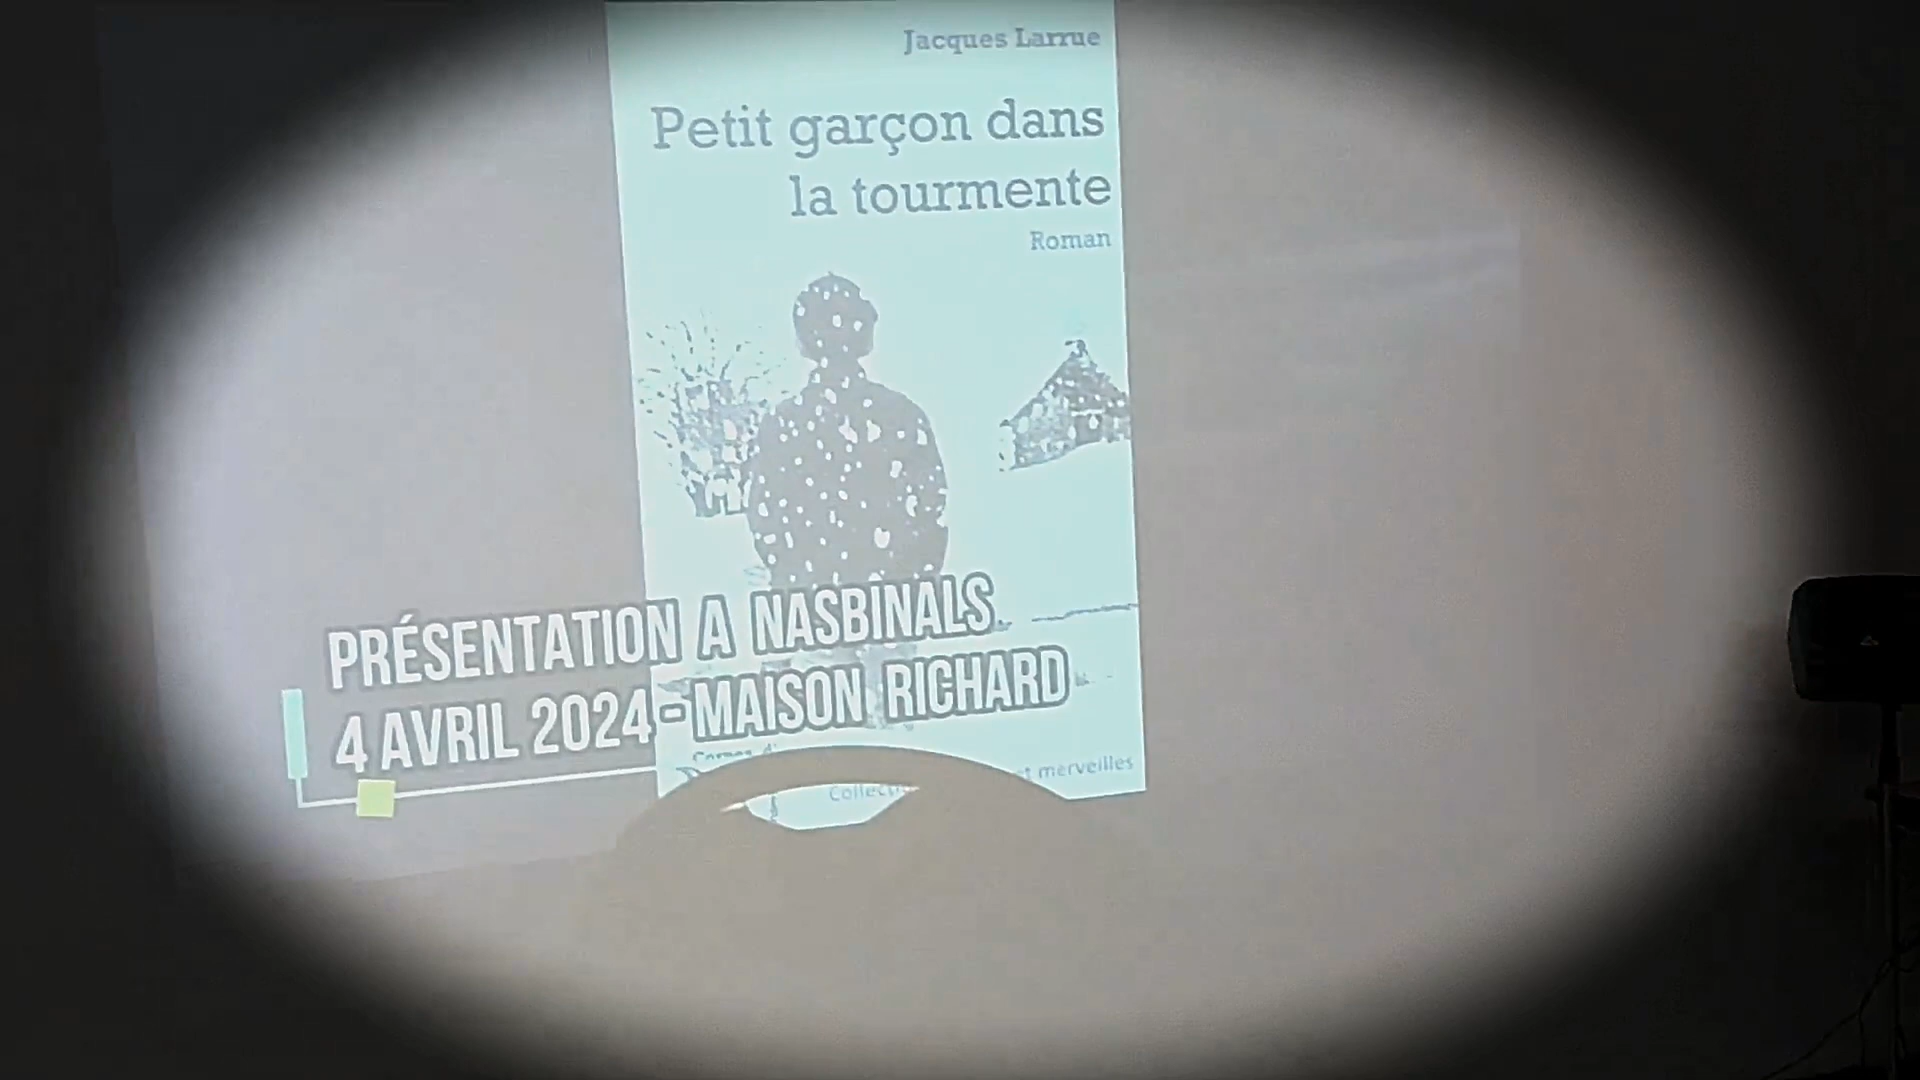 Jacques Larrue
Petit garçon dans
la tourmente
Roman
PRÉSENTATION A NASBINALS
4 AVRIL 2024-MAISON RICHARD
merveilles